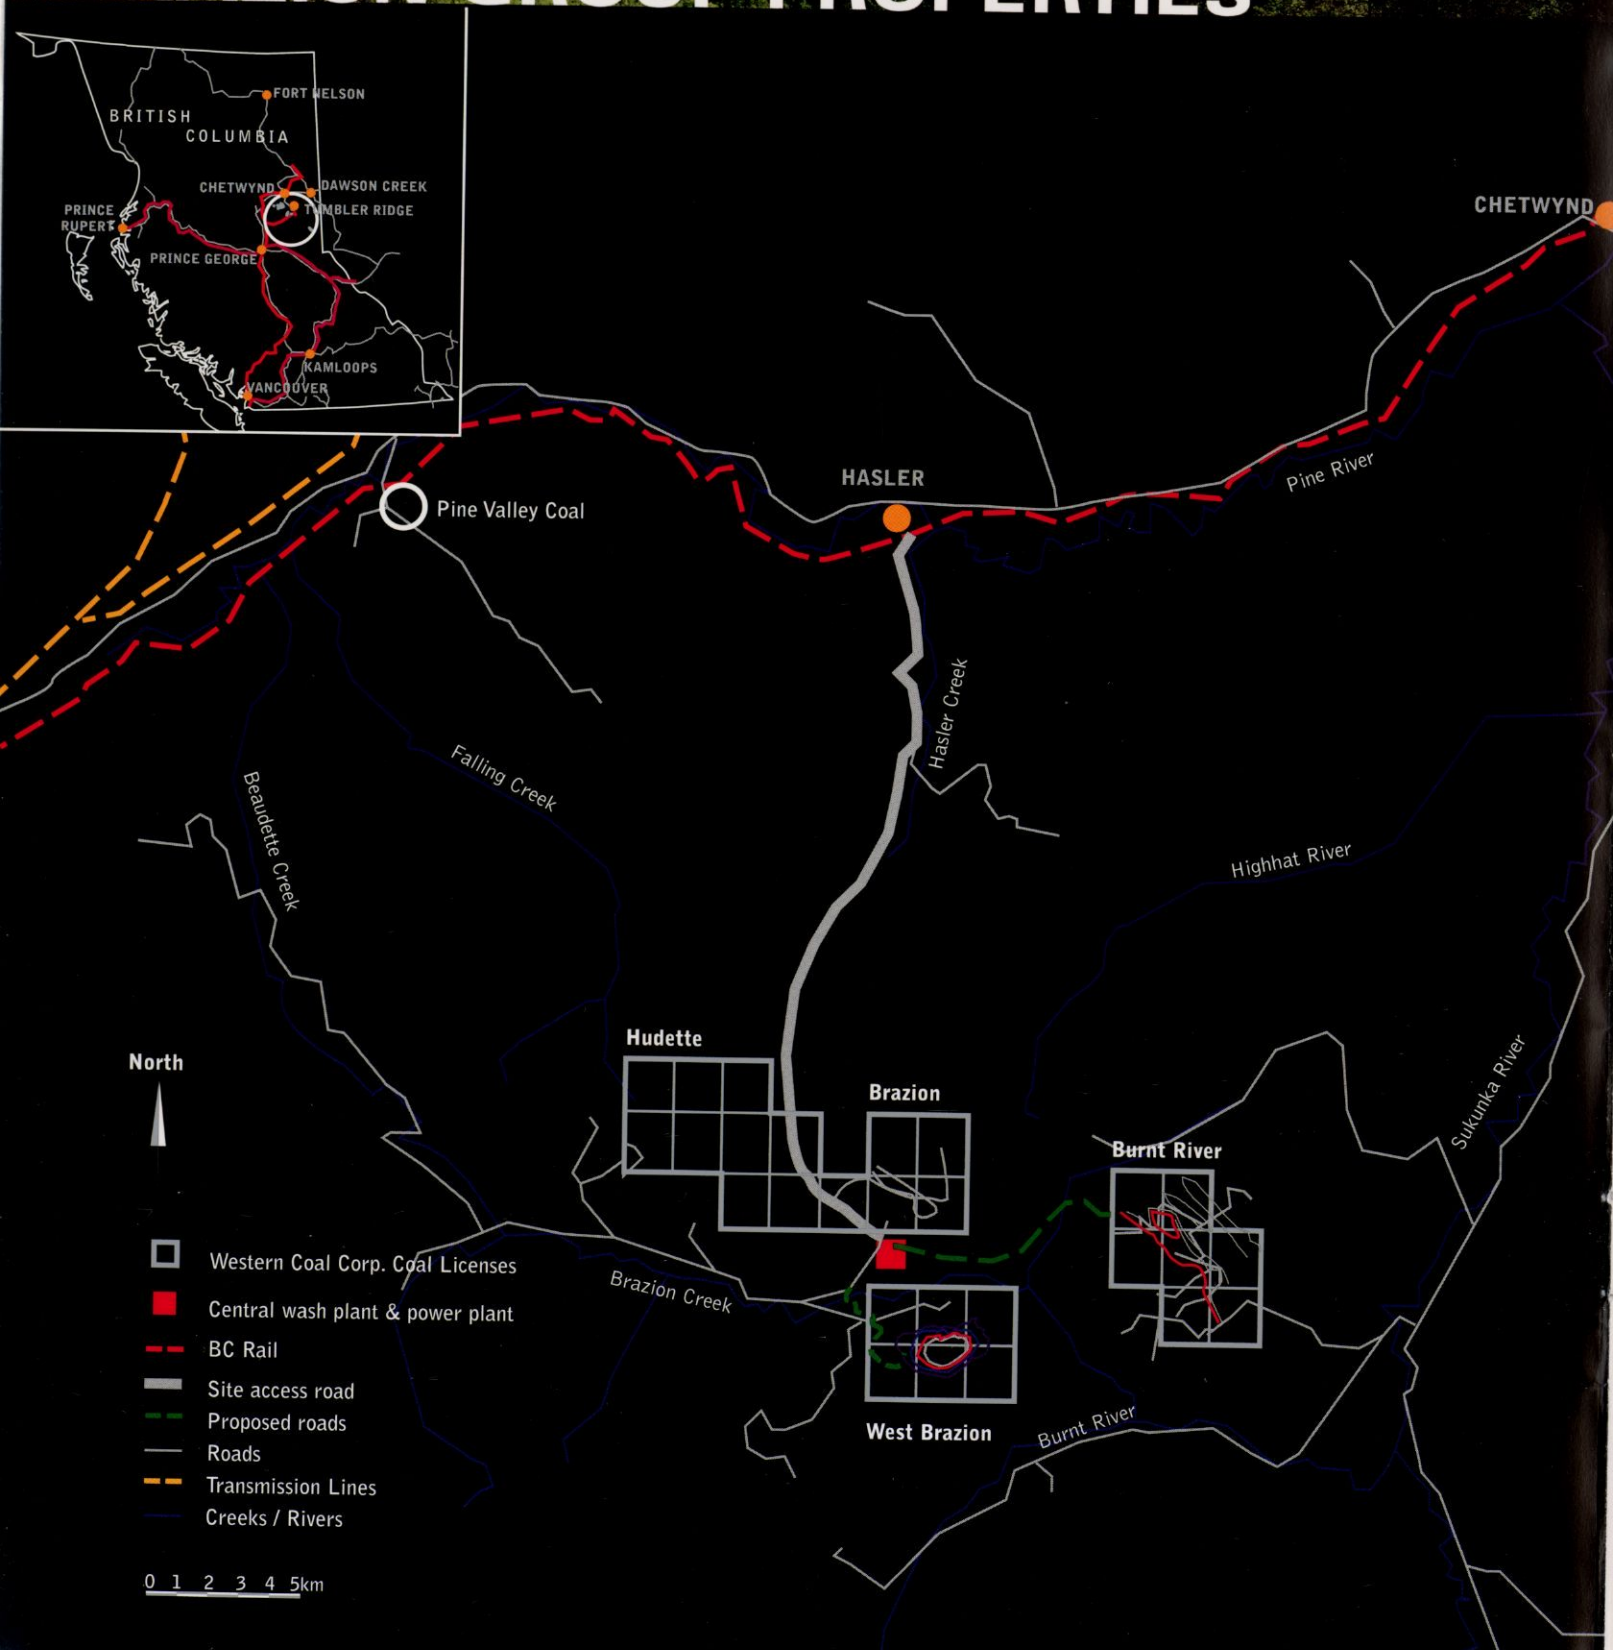 GROUP PROPERTIES
BRITISH
COLUMBIA
FORT NELSON
CHETWYND
DAWSON CREEK
TUMBLER RIDGE
PRINCE
RUPERT
PRINCE GEORGE
KAMLOOPS
VANCOUVER
CHETWYND
HASLER
Pine River
Pine Valley Coal
Hasler Creek
Falling Creek
Beaudette Creek
Highhat River
Sukunka River
Hudette
North
Brazion
Burnt River
Brazion Creek
West Brazion
Burnt River
Western Coal Corp. Coal Licenses
Central wash plant & power plant
BC Rail
Site access road
Proposed roads
Roads
Transmission Lines
Creeks / Rivers
0 1 2 3 4 5km